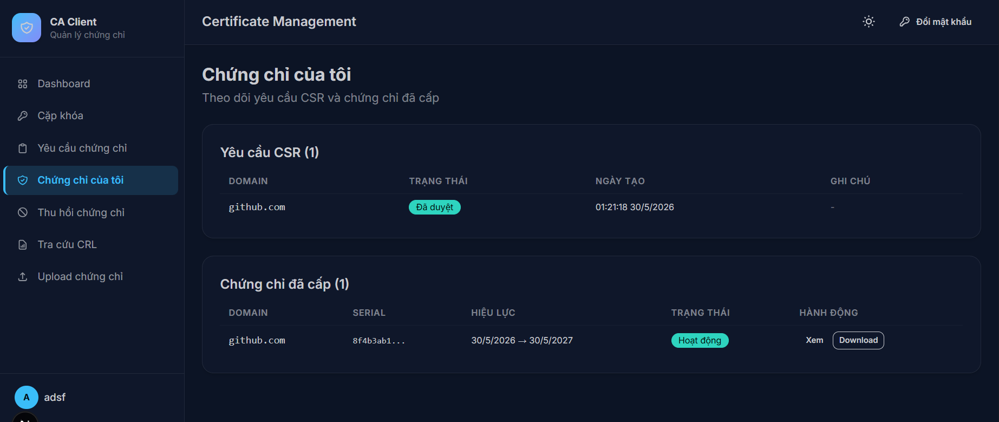 CA Client
Quản lý chứng chỉ
Dashboard
Cặp khóa
Yêu cầu chứng chỉ
Chứng chỉ của tôi
Thu hồi chứng chỉ
Tra cứu CRL
Upload chứng chỉ
A adsf
Certificate Management
Đổi mật khẩu
Chứng chỉ của tôi
Theo dõi yêu cầu CSR và chứng chỉ đã cấp
Yêu cầu CSR (1)
DOMAIN TRẠNG THÁI NGÀY TẠO GHI CHÚ
github.com Đã duyệt 01:21:18 30/5/2026 -
Chứng chỉ đã cấp (1)
DOMAIN SERIAL HIỆU LỰC TRẠNG THÁI HÀNH ĐỘNG
github.com 8f4b3ab1... 30/5/2026 → 30/5/2027 Hoạt động Xem Download